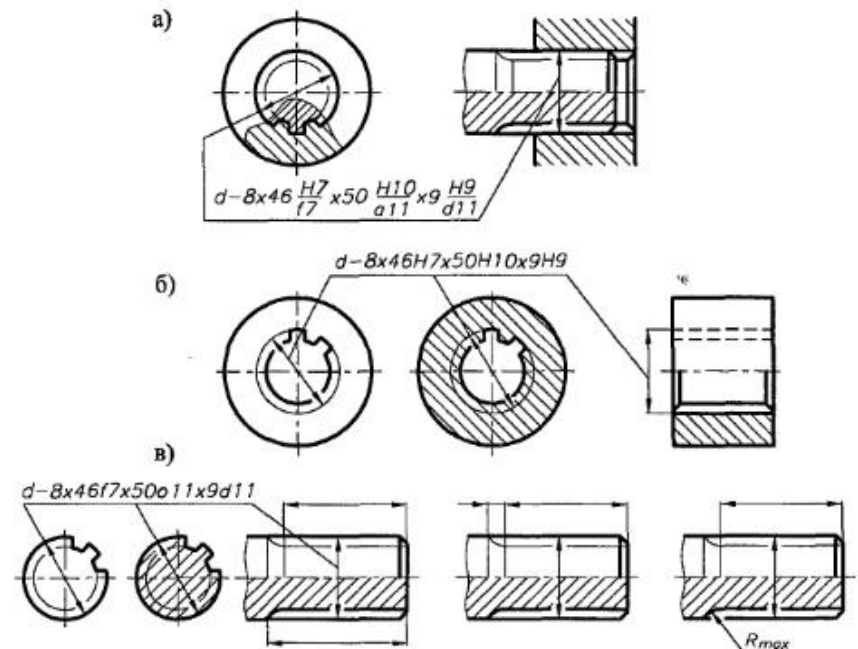 а)
d-8x46 H7/f7 x50 H10/a11 x9 H9/d11
б)
d-8x46H7x50H10x9H9
в)
d-8x46f7x50a11x9d11
Rmax